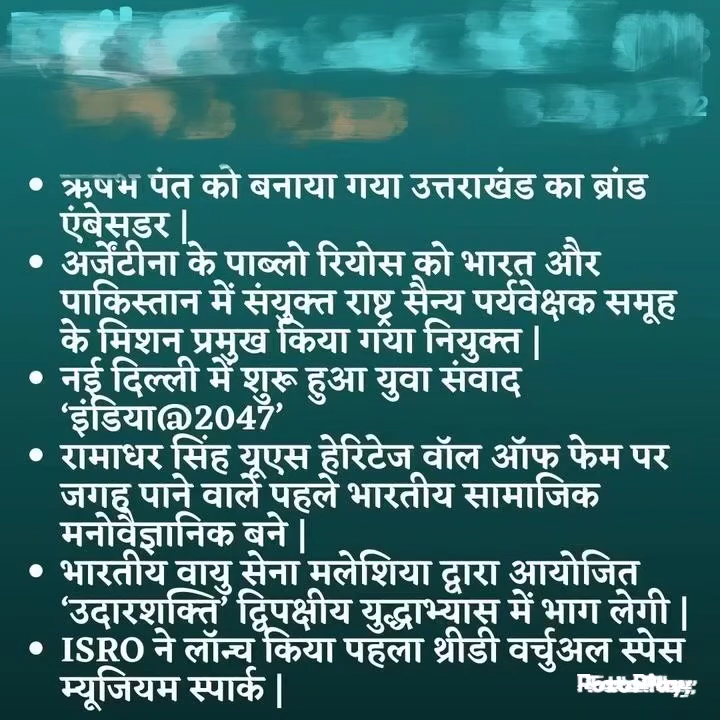 • ऋषभ पंत को बनाया गया उत्तराखंड का ब्रांड
एंबेसडर |
• अर्जेंटीना के पाब्लो रियोस को भारत और
पाकिस्तान में संयुक्त राष्ट्र सैन्य पर्यवेक्षक समूह
के मिशन प्रमुख किया गया नियुक्त |
• नई दिल्ली में शुरू हुआ युवा संवाद
‘इंडिया@2047’
• रामाधर सिंह यूएस हेरिटेज वॉल ऑफ फेम पर
जगह पाने वाले पहले भारतीय सामाजिक
मनोवैज्ञानिक बने |
• भारतीय वायु सेना मलेशिया द्वारा आयोजित
‘उदारशक्ति’ द्विपक्षीय युद्धाभ्यास में भाग लेगी |
• ISRO ने लॉन्च किया पहला थ्रीडी वर्चुअल स्पेस
म्यूजियम स्पार्क |